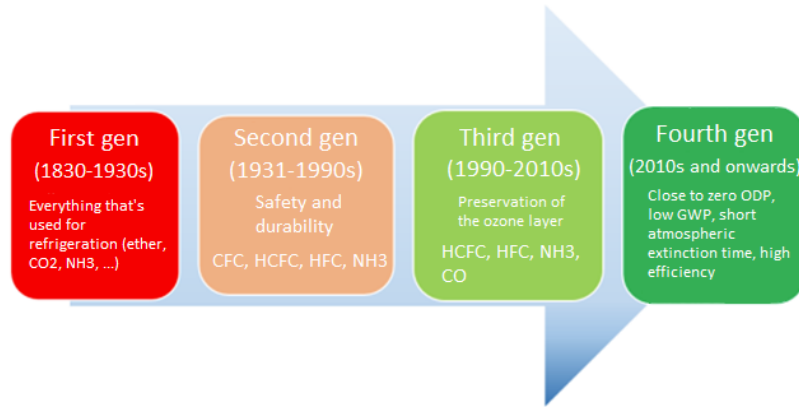 First gen
(1830-1930s)
Everything that's
used for
refrigeration (ether,
CO2, NH3, ...)
Second gen
(1931-1990s)
Safety and
durability
CFC, HCFC, HFC, NH3
Third gen
(1990-2010s)
Preservation of
the ozone layer
HCFC, HFC, NH3,
CO
Fourth gen
(2010s and onwards)
Close to zero ODP,
low GWP, short
atmospheric
extinction time, high
efficiency